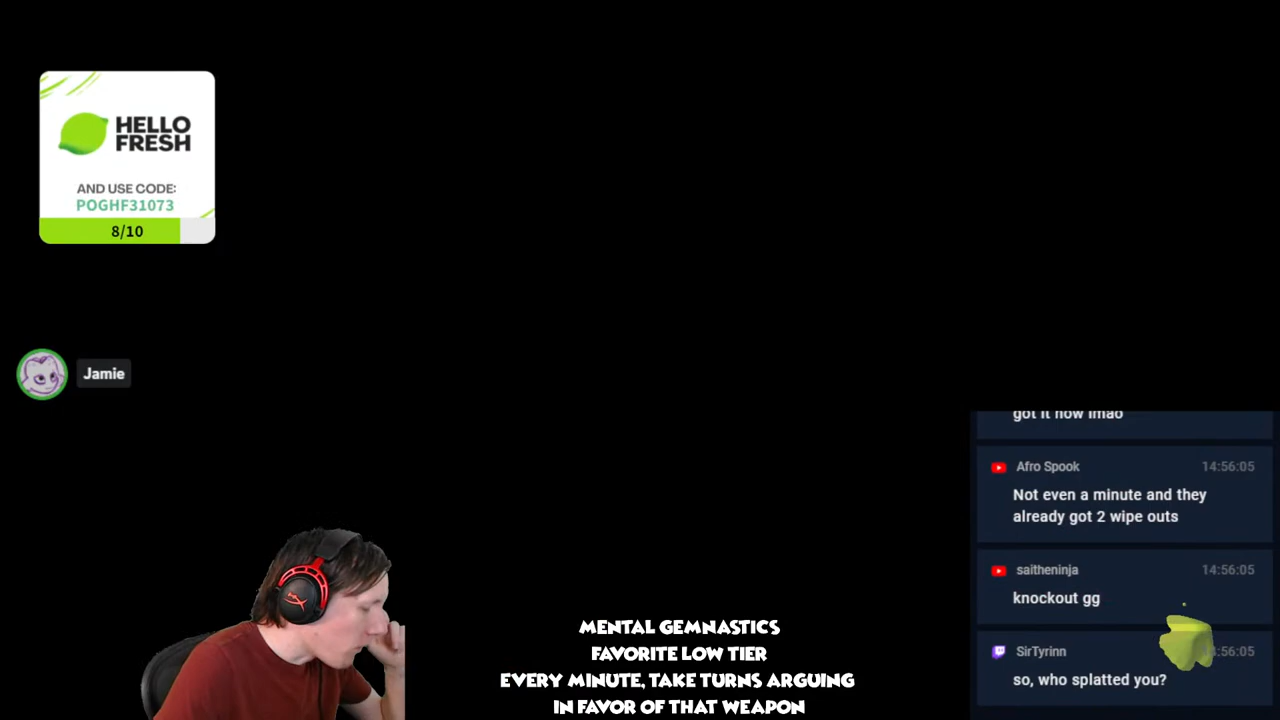 HELLO
FRESH
AND USE CODE:
POGHF31073
8/10
Jamie
got it now lmao
Afro Spook 14:56:05
Not even a minute and they
already got 2 wipe outs
saitheninja 14:56:05
knockout gg
SirTyrinn :56:05
so, who splatted you?
MENTAL GEMNASTICS
FAVORITE LOW TIER
EVERY MINUTE, TAKE TURNS ARGUING
IN FAVOR OF THAT WEAPON